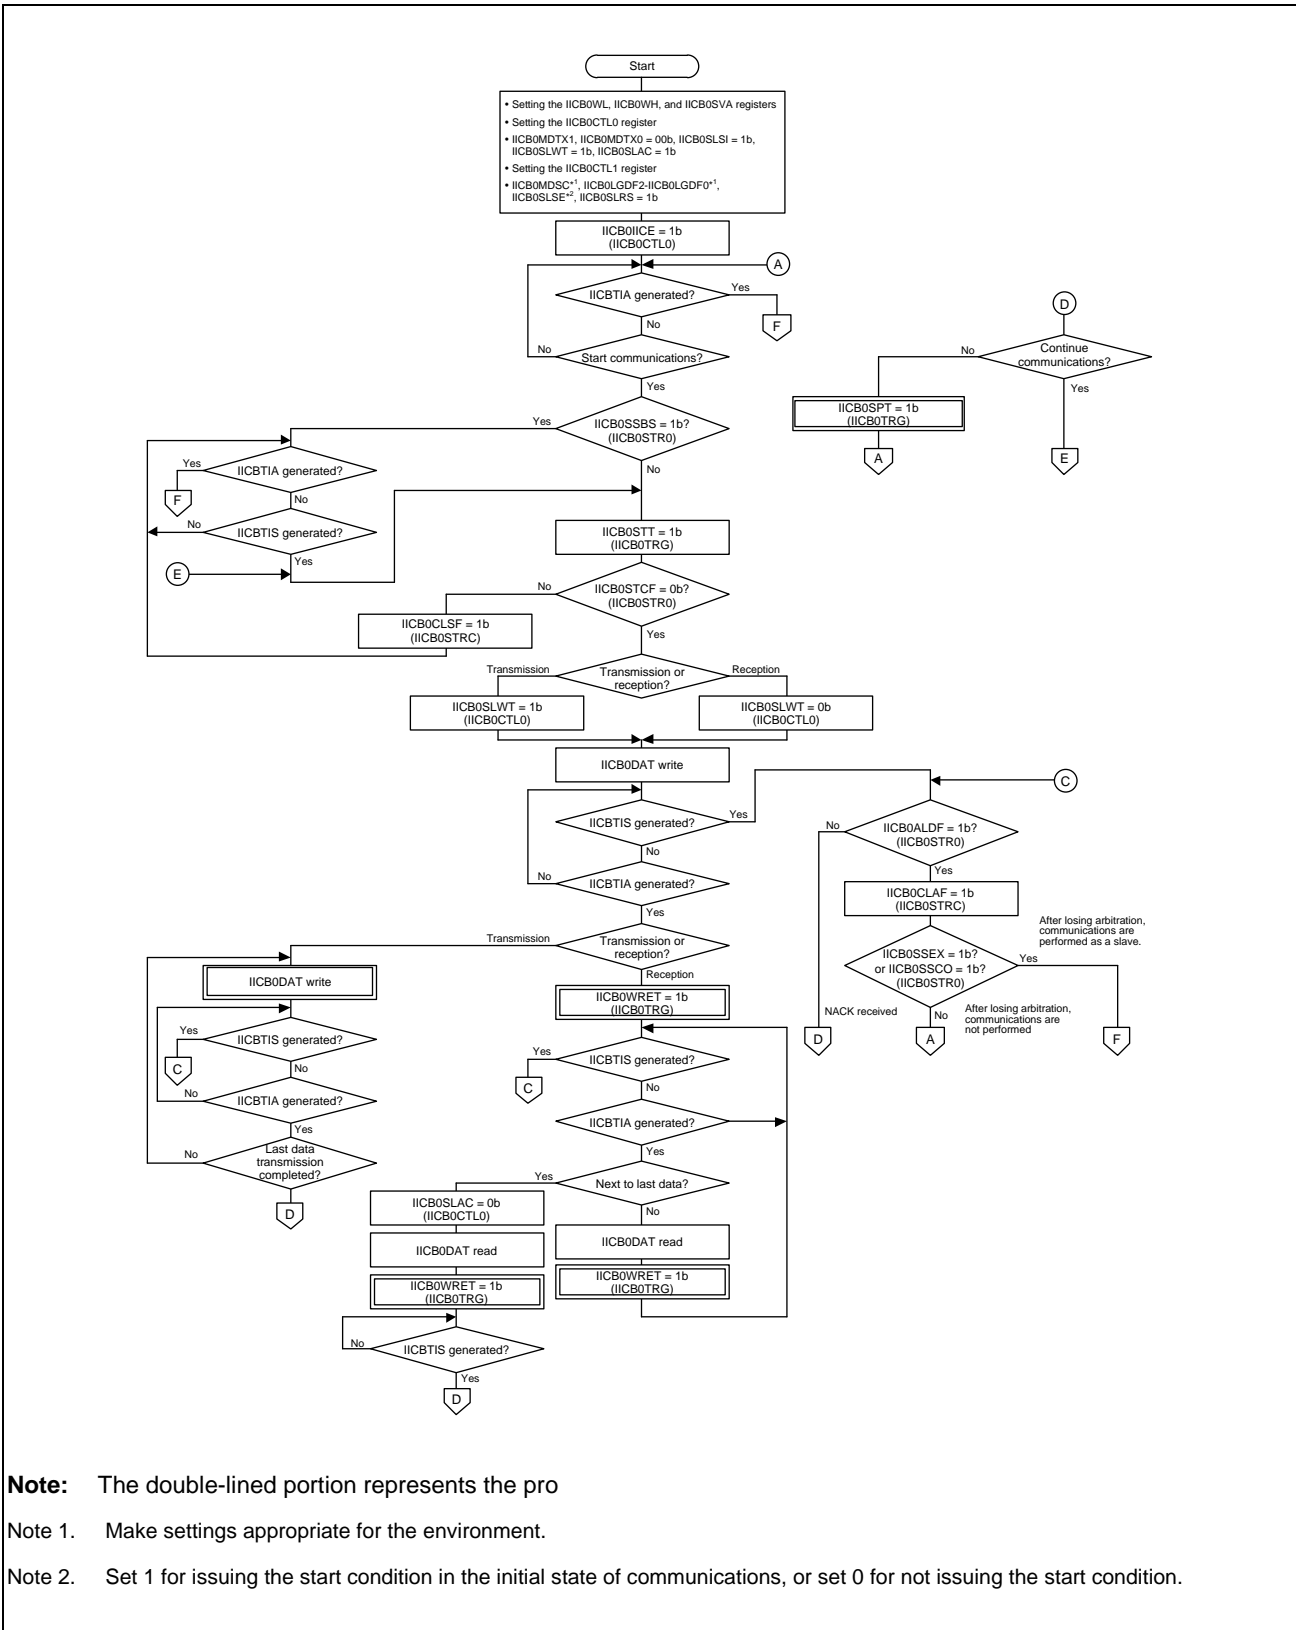 Start
• Setting the IICB0WL, IICB0WH, and IICB0SVA registers
• Setting the IICB0CTL0 register
• IICB0MDTX1, IICB0MDTX0 = 00b, IICB0SLSI = 1b,
IICB0SLWT = 1b, IICB0SLAC = 1b
• Setting the IICB0CTL1 register
• IICB0MDSC*1, IICB0LGDF2-IICB0LGDF0*1,
IICB0SLSE*2, IICB0SLRS = 1b
IICB0IICE = 1b
(IICB0CTL0)
A
IICBTIA generated?
Yes
F
No
Start communications?
No
Yes
D
Continue
communications?
No
Yes
IICB0SPT = 1b
(IICB0TRG)
A
E
IICB0SSBS = 1b?
(IICB0STR0)
Yes
No
IICBTIA generated?
Yes
F
No
IICBTIS generated?
No
Yes
E
IICB0STT = 1b
(IICB0TRG)
IICB0STCF = 0b?
(IICB0STR0)
No
Yes
IICB0CLSF = 1b
(IICB0STRC)
Transmission or
reception?
Transmission
Reception
IICB0SLWT = 1b
(IICB0CTL0)
IICB0SLWT = 0b
(IICB0CTL0)
IICB0DAT write
IICBTIS generated?
Yes
No
IICBTIA generated?
No
Yes
C
IICB0ALDF = 1b?
(IICB0STR0)
No
Yes
IICB0CLAF = 1b
(IICB0STRC)
After losing arbitration,
communications are
performed as a slave.
IICB0SSEX = 1b?
or IICB0SSCO = 1b?
(IICB0STR0)
Yes
No
NACK received
After losing arbitration,
communications are
not performed
D
A
F
Transmission or
reception?
Transmission
Reception
IICB0DAT write
IICBTIS generated?
Yes
C
No
IICBTIA generated?
No
Yes
Last data
transmission
completed?
No
D
IICB0WRET = 1b
(IICB0TRG)
IICBTIS generated?
Yes
C
No
IICBTIA generated?
Yes
Next to last data?
Yes
No
IICB0SLAC = 0b
(IICB0CTL0)
IICB0DAT read
IICB0WRET = 1b
(IICB0TRG)
IICB0DAT read
IICB0WRET = 1b
(IICB0TRG)
IICBTIS generated?
No
Yes
D
Note: The double-lined portion represents the pro
Note 1. Make settings appropriate for the environment.
Note 2. Set 1 for issuing the start condition in the initial state of communications, or set 0 for not issuing the start condition.